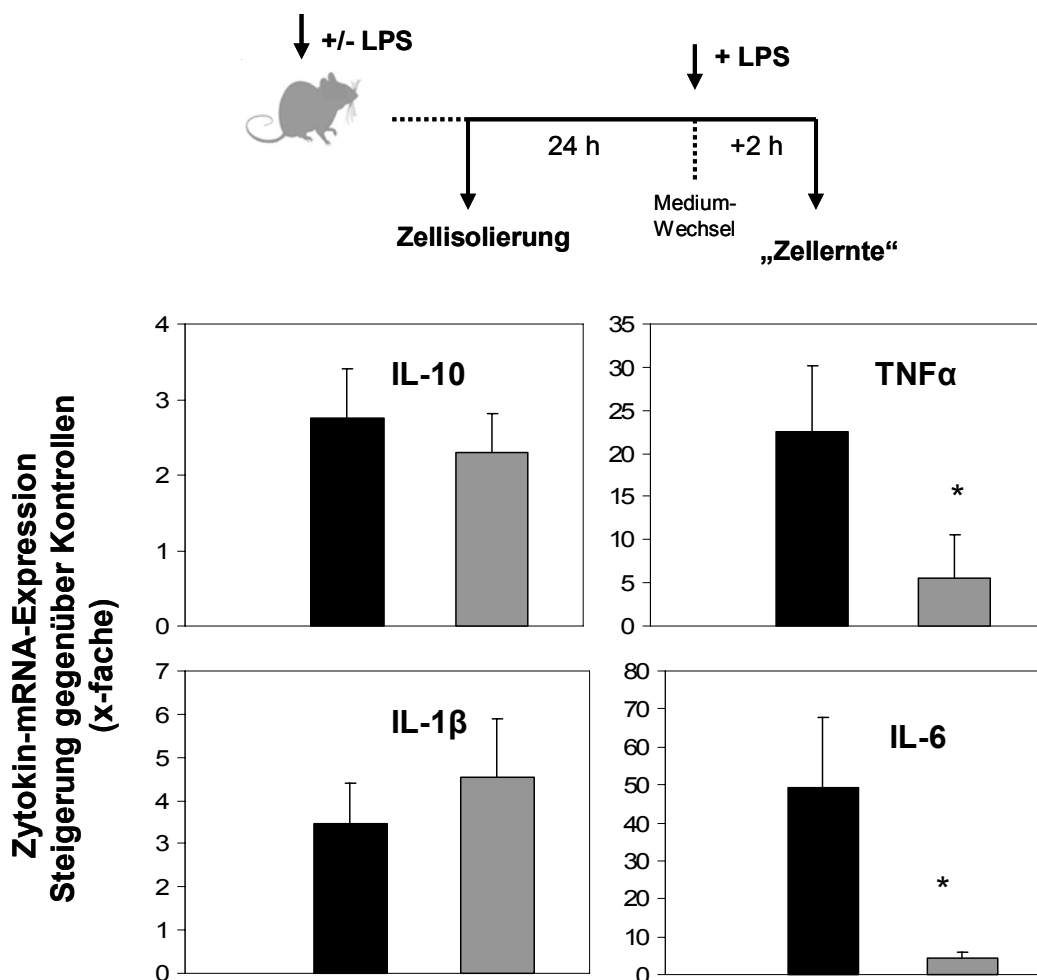 +/- LPS
+ LPS
24 h
+2 h
Medium-
Wechsel
Zellisolierung
„Zellernte“
Zytokin-mRNA-Expression
Steigerung gegenüber Kontrollen
(x-fache)
4
3
2
1
0
IL-10
35
30
25
20
15
10
5
0
TNFα
*
7
6
5
4
3
2
1
0
IL-1β
80
70
60
50
40
30
20
10
0
IL-6
*